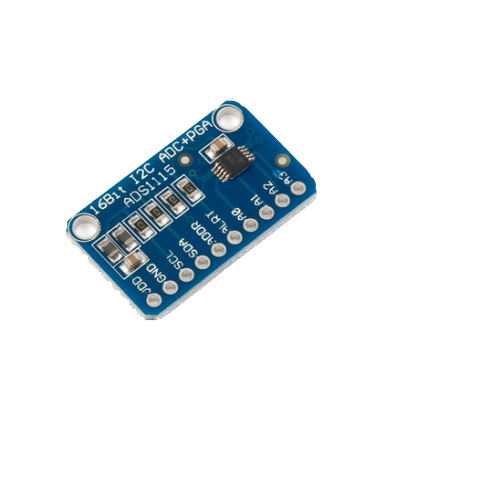 16Bit I2C ADC+PGA
ADS1115
VDD
GND
SCL
SDA
ADDR
ALRT
A0
A1
A2
A3